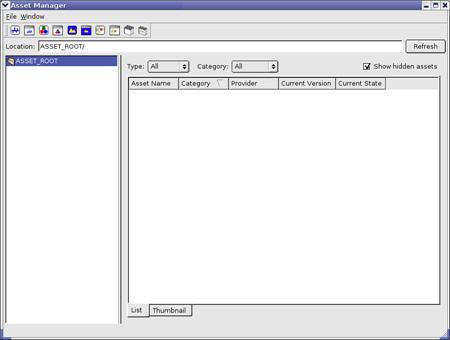 Asset Manager
File Window
Location: ASSET_ROOT/ Refresh
ASSET_ROOT
Type: All Category: All Show hidden assets
Asset Name Category Provider Current Version Current State
List Thumbnail